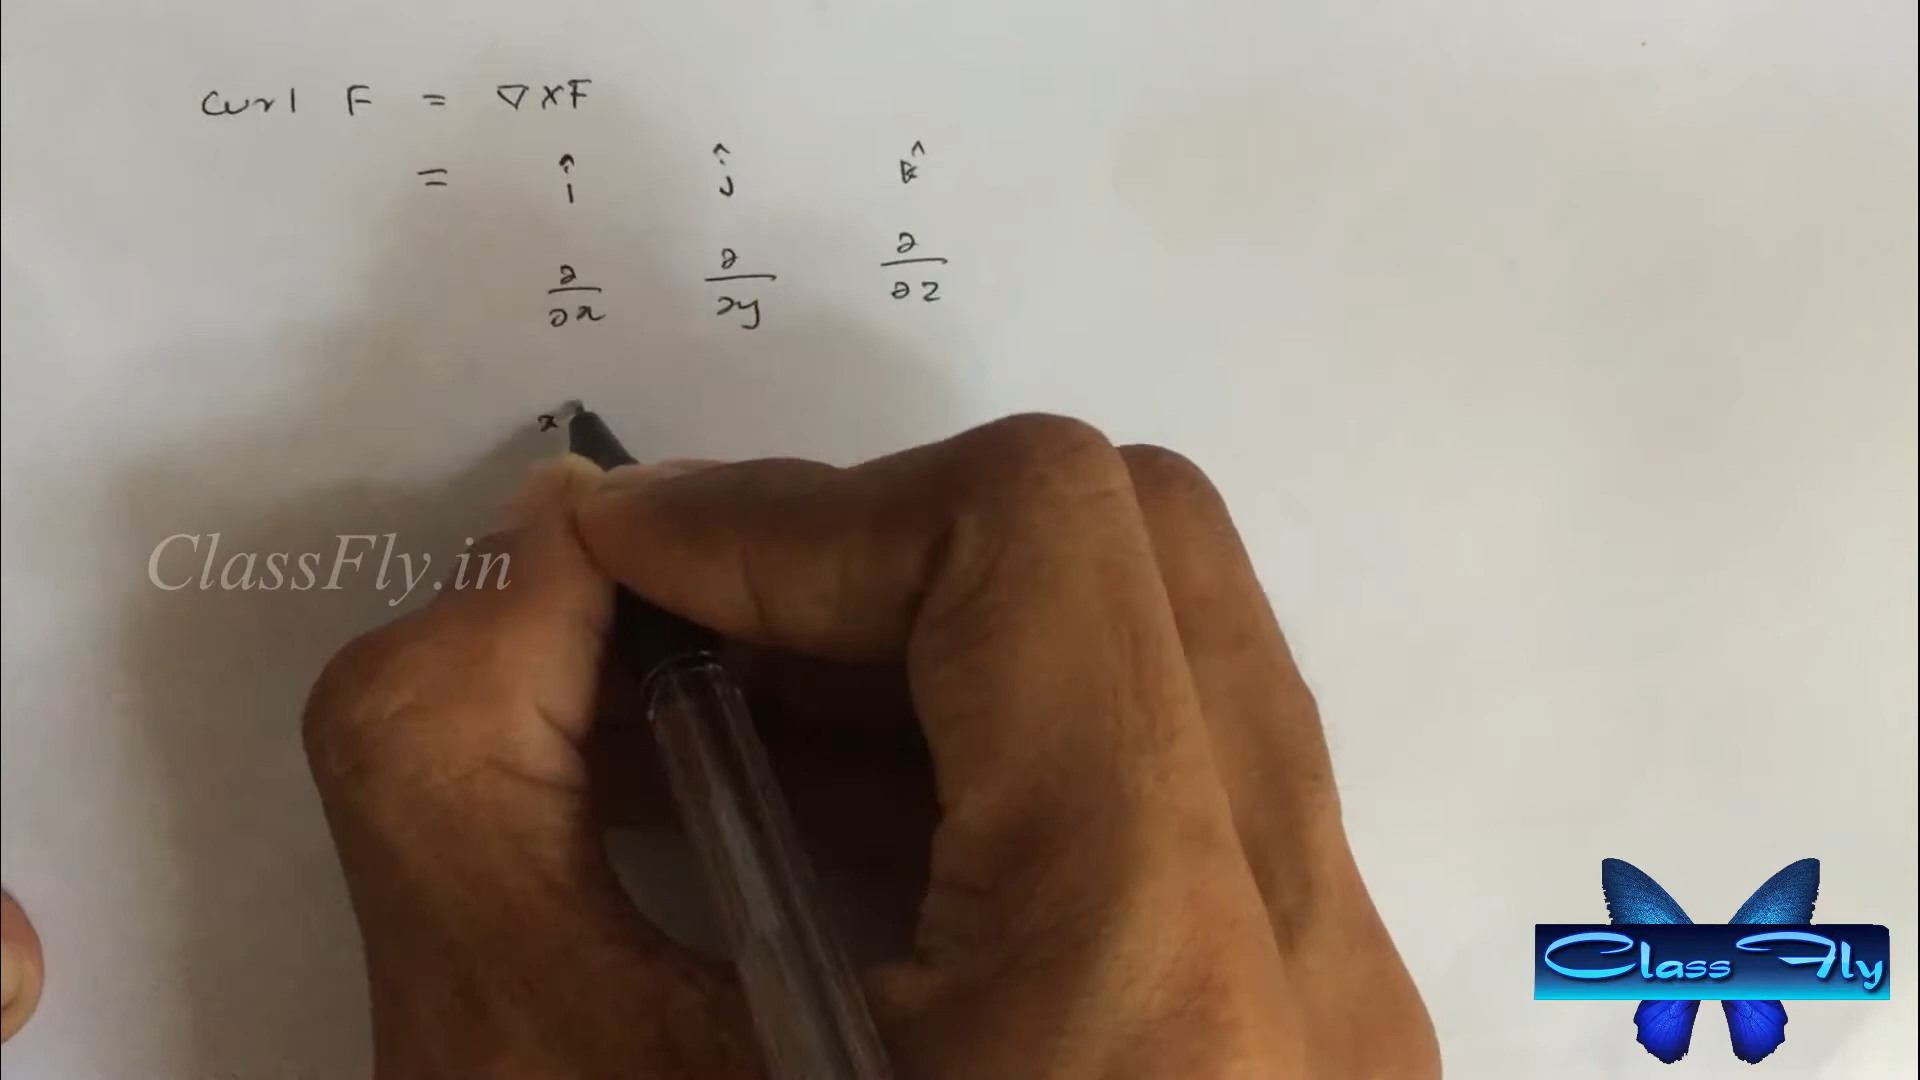 curl F = ∇ X F
= î ĵ k̂
∂/∂x ∂/∂y ∂/∂z
x
ClassFly.in
Class Fly